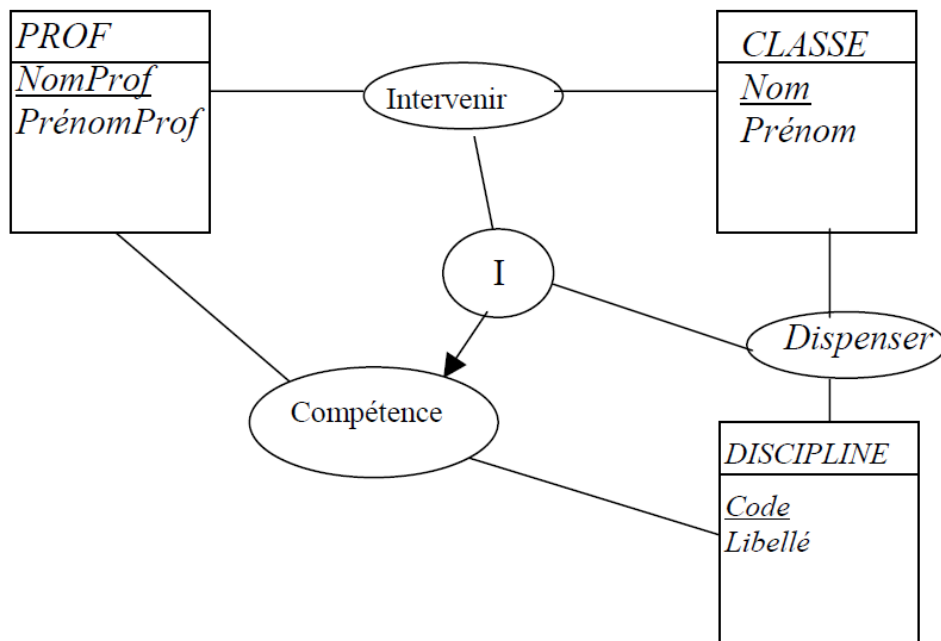 PROF
NomProf
PrénomProf
Intervenir
CLASSE
Nom
Prénom
I
Dispenser
Compétence
DISCIPLINE
Code
Libellé